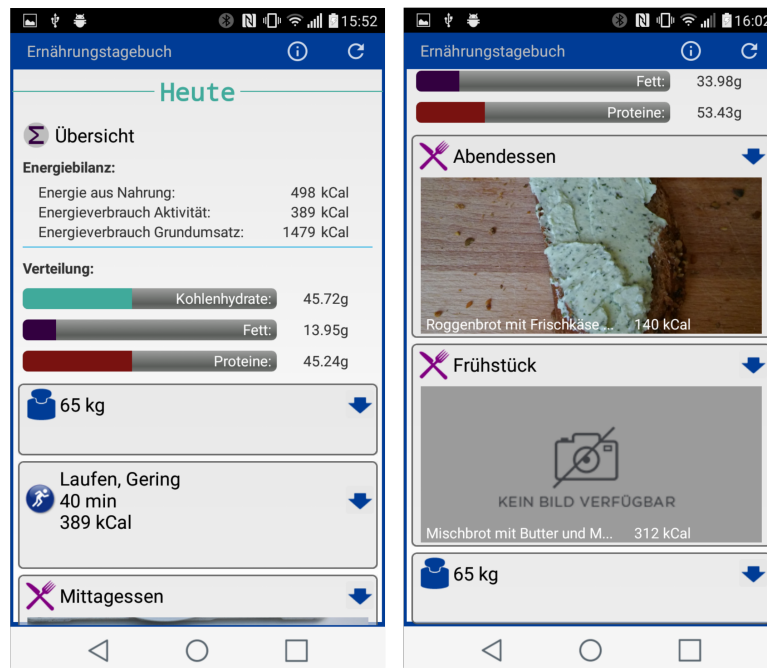 15:52
Ernährungstagebuch
Heute
Σ Übersicht
Energiebilanz:
Energie aus Nahrung: 498 kCal
Energieverbrauch Aktivität: 389 kCal
Energieverbrauch Grundumsatz: 1479 kCal
Verteilung:
Kohlenhydrate: 45.72g
Fett: 13.95g
Proteine: 45.24g
65 kg
Laufen, Gering
40 min
389 kCal
Mittagessen
16:02
Ernährungstagebuch
Fett: 33.98g
Proteine: 53.43g
Abendessen
Roggenbrot mit Frischkäse ... 140 kCal
Frühstück
KEIN BILD VERFÜGBAR
Mischbrot mit Butter und M... 312 kCal
65 kg